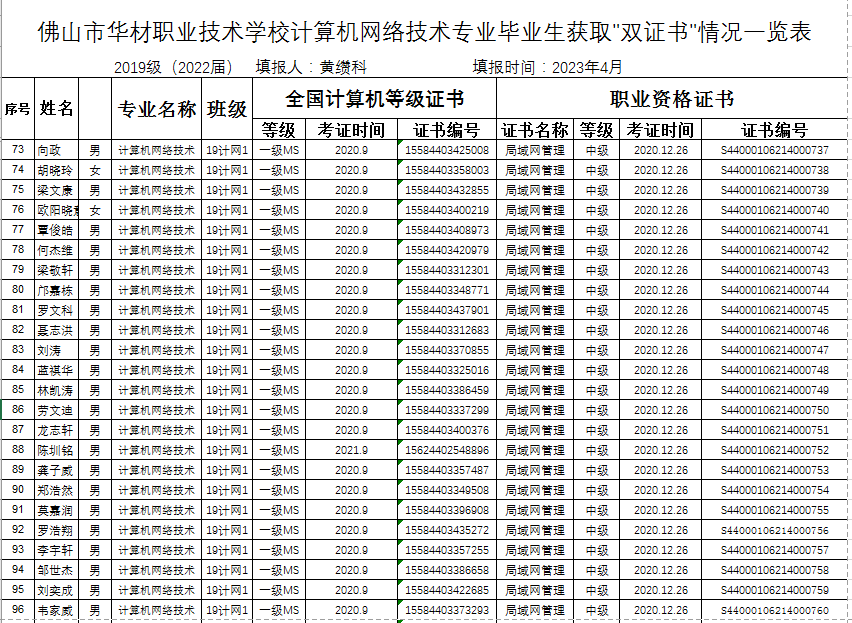 佛山市华材职业技术学校计算机网络技术专业毕业生获取"双证书"情况一览表
2019级（2022届） 填报人：黄缵科 填报时间：2023年4月
序号 姓名 专业名称 班级 全国计算机等级证书 职业资格证书
等级 考证时间 证书编号 证书名称 等级 考证时间 证书编号
73 向政 男 计算机网络技术 19计网1 一级MS 2020.9 15584403425008 局域网管理 中级 2020.12.26 S44000106214000737
74 胡晓玲 女 计算机网络技术 19计网1 一级MS 2020.9 15584403358003 局域网管理 中级 2020.12.26 S44000106214000738
75 梁文康 男 计算机网络技术 19计网1 一级MS 2020.9 15584403432855 局域网管理 中级 2020.12.26 S44000106214000739
76 欧阳晓 女 计算机网络技术 19计网1 一级MS 2020.9 15584403400219 局域网管理 中级 2020.12.26 S44000106214000740
77 覃俊皓 男 计算机网络技术 19计网1 一级MS 2020.9 15584403408973 局域网管理 中级 2020.12.26 S44000106214000741
78 何杰维 男 计算机网络技术 19计网1 一级MS 2020.9 15584403420979 局域网管理 中级 2020.12.26 S44000106214000742
79 梁敬轩 男 计算机网络技术 19计网1 一级MS 2020.9 15584403312301 局域网管理 中级 2020.12.26 S44000106214000743
80 邝嘉栋 男 计算机网络技术 19计网1 一级MS 2020.9 15584403348771 局域网管理 中级 2020.12.26 S44000106214000744
81 罗文科 男 计算机网络技术 19计网1 一级MS 2020.9 15584403437901 局域网管理 中级 2020.12.26 S44000106214000745
82 聂志洪 男 计算机网络技术 19计网1 一级MS 2020.9 15584403312683 局域网管理 中级 2020.12.26 S44000106214000746
83 刘涛 男 计算机网络技术 19计网1 一级MS 2020.9 15584403370855 局域网管理 中级 2020.12.26 S44000106214000747
84 蓝祺华 男 计算机网络技术 19计网1 一级MS 2020.9 15584403325016 局域网管理 中级 2020.12.26 S44000106214000748
85 林凯涛 男 计算机网络技术 19计网1 一级MS 2020.9 15584403386459 局域网管理 中级 2020.12.26 S44000106214000749
86 劳文迪 男 计算机网络技术 19计网1 一级MS 2020.9 15584403337299 局域网管理 中级 2020.12.26 S44000106214000750
87 龙志轩 男 计算机网络技术 19计网1 一级MS 2020.9 15584403400376 局域网管理 中级 2020.12.26 S44000106214000751
88 陈圳铭 男 计算机网络技术 19计网1 一级MS 2021.9 15624402548896 局域网管理 中级 2020.12.26 S44000106214000752
89 龚子威 男 计算机网络技术 19计网1 一级MS 2020.9 15584403357487 局域网管理 中级 2020.12.26 S44000106214000753
90 郑浩然 男 计算机网络技术 19计网1 一级MS 2020.9 15584403349508 局域网管理 中级 2020.12.26 S44000106214000754
91 莫嘉润 男 计算机网络技术 19计网1 一级MS 2020.9 15584403396908 局域网管理 中级 2020.12.26 S44000106214000755
92 罗浩翔 男 计算机网络技术 19计网1 一级MS 2020.9 15584403435272 局域网管理 中级 2020.12.26 S44000106214000756
93 李宇轩 男 计算机网络技术 19计网1 一级MS 2020.9 15584403357255 局域网管理 中级 2020.12.26 S44000106214000757
94 邹世杰 男 计算机网络技术 19计网1 一级MS 2020.9 15584403386658 局域网管理 中级 2020.12.26 S44000106214000758
95 刘奕成 男 计算机网络技术 19计网1 一级MS 2020.9 15584403422685 局域网管理 中级 2020.12.26 S44000106214000759
96 韦家威 男 计算机网络技术 19计网1 一级MS 2020.9 15584403373293 局域网管理 中级 2020.12.26 S44000106214000760